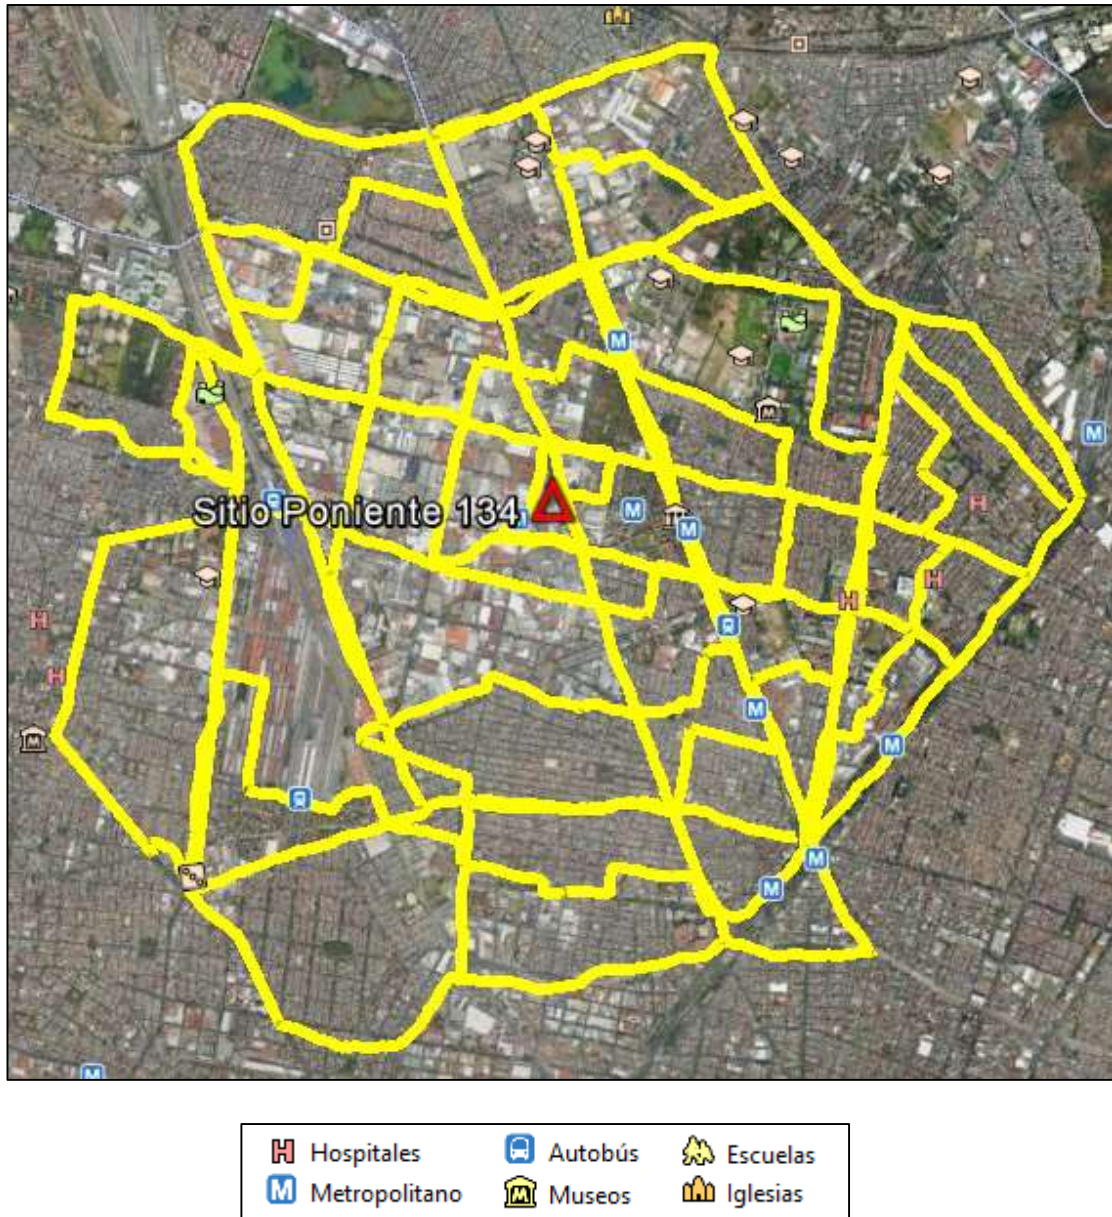 Sitio Poniente 134
Hospitales
Autobús
Escuelas
Metropolitano
Museos
Iglesias